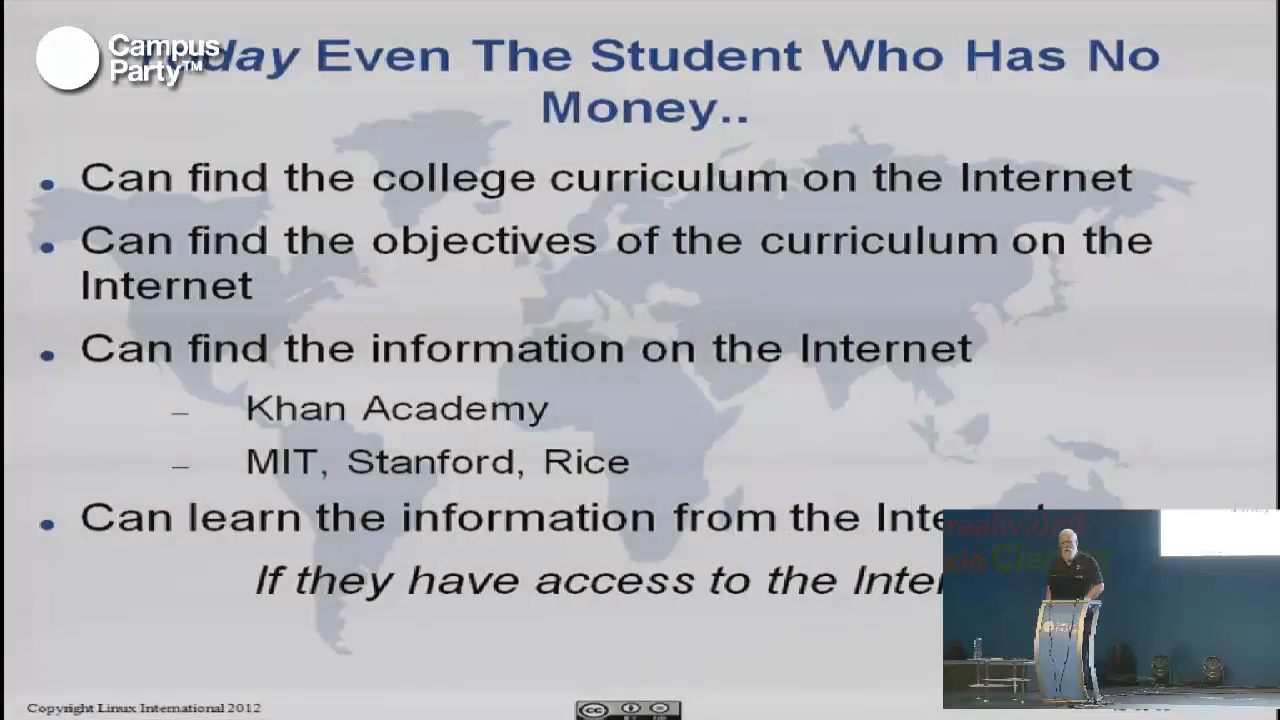 Campus
Party™
day Even The Student Who Has No
Money..
• Can find the college curriculum on the Internet
• Can find the objectives of the curriculum on the
Internet
• Can find the information on the Internet
– Khan Academy
– MIT, Stanford, Rice
• Can learn the information from the Inte
If they have access to the Inter
Copyright Linux International 2012
cc
BY ND